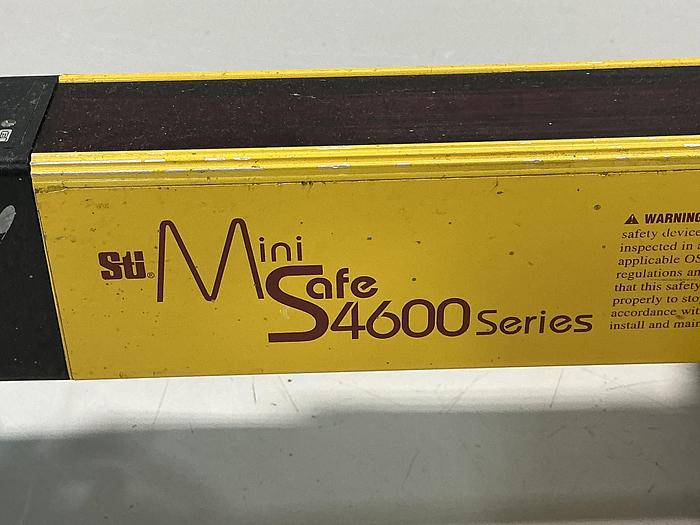 Sti® Mini
Safe
4600 Series
⚠ WARNING
safety device
inspected in a
applicable OS
regulations an
that this safety
properly to sto
accordance wit
install and main